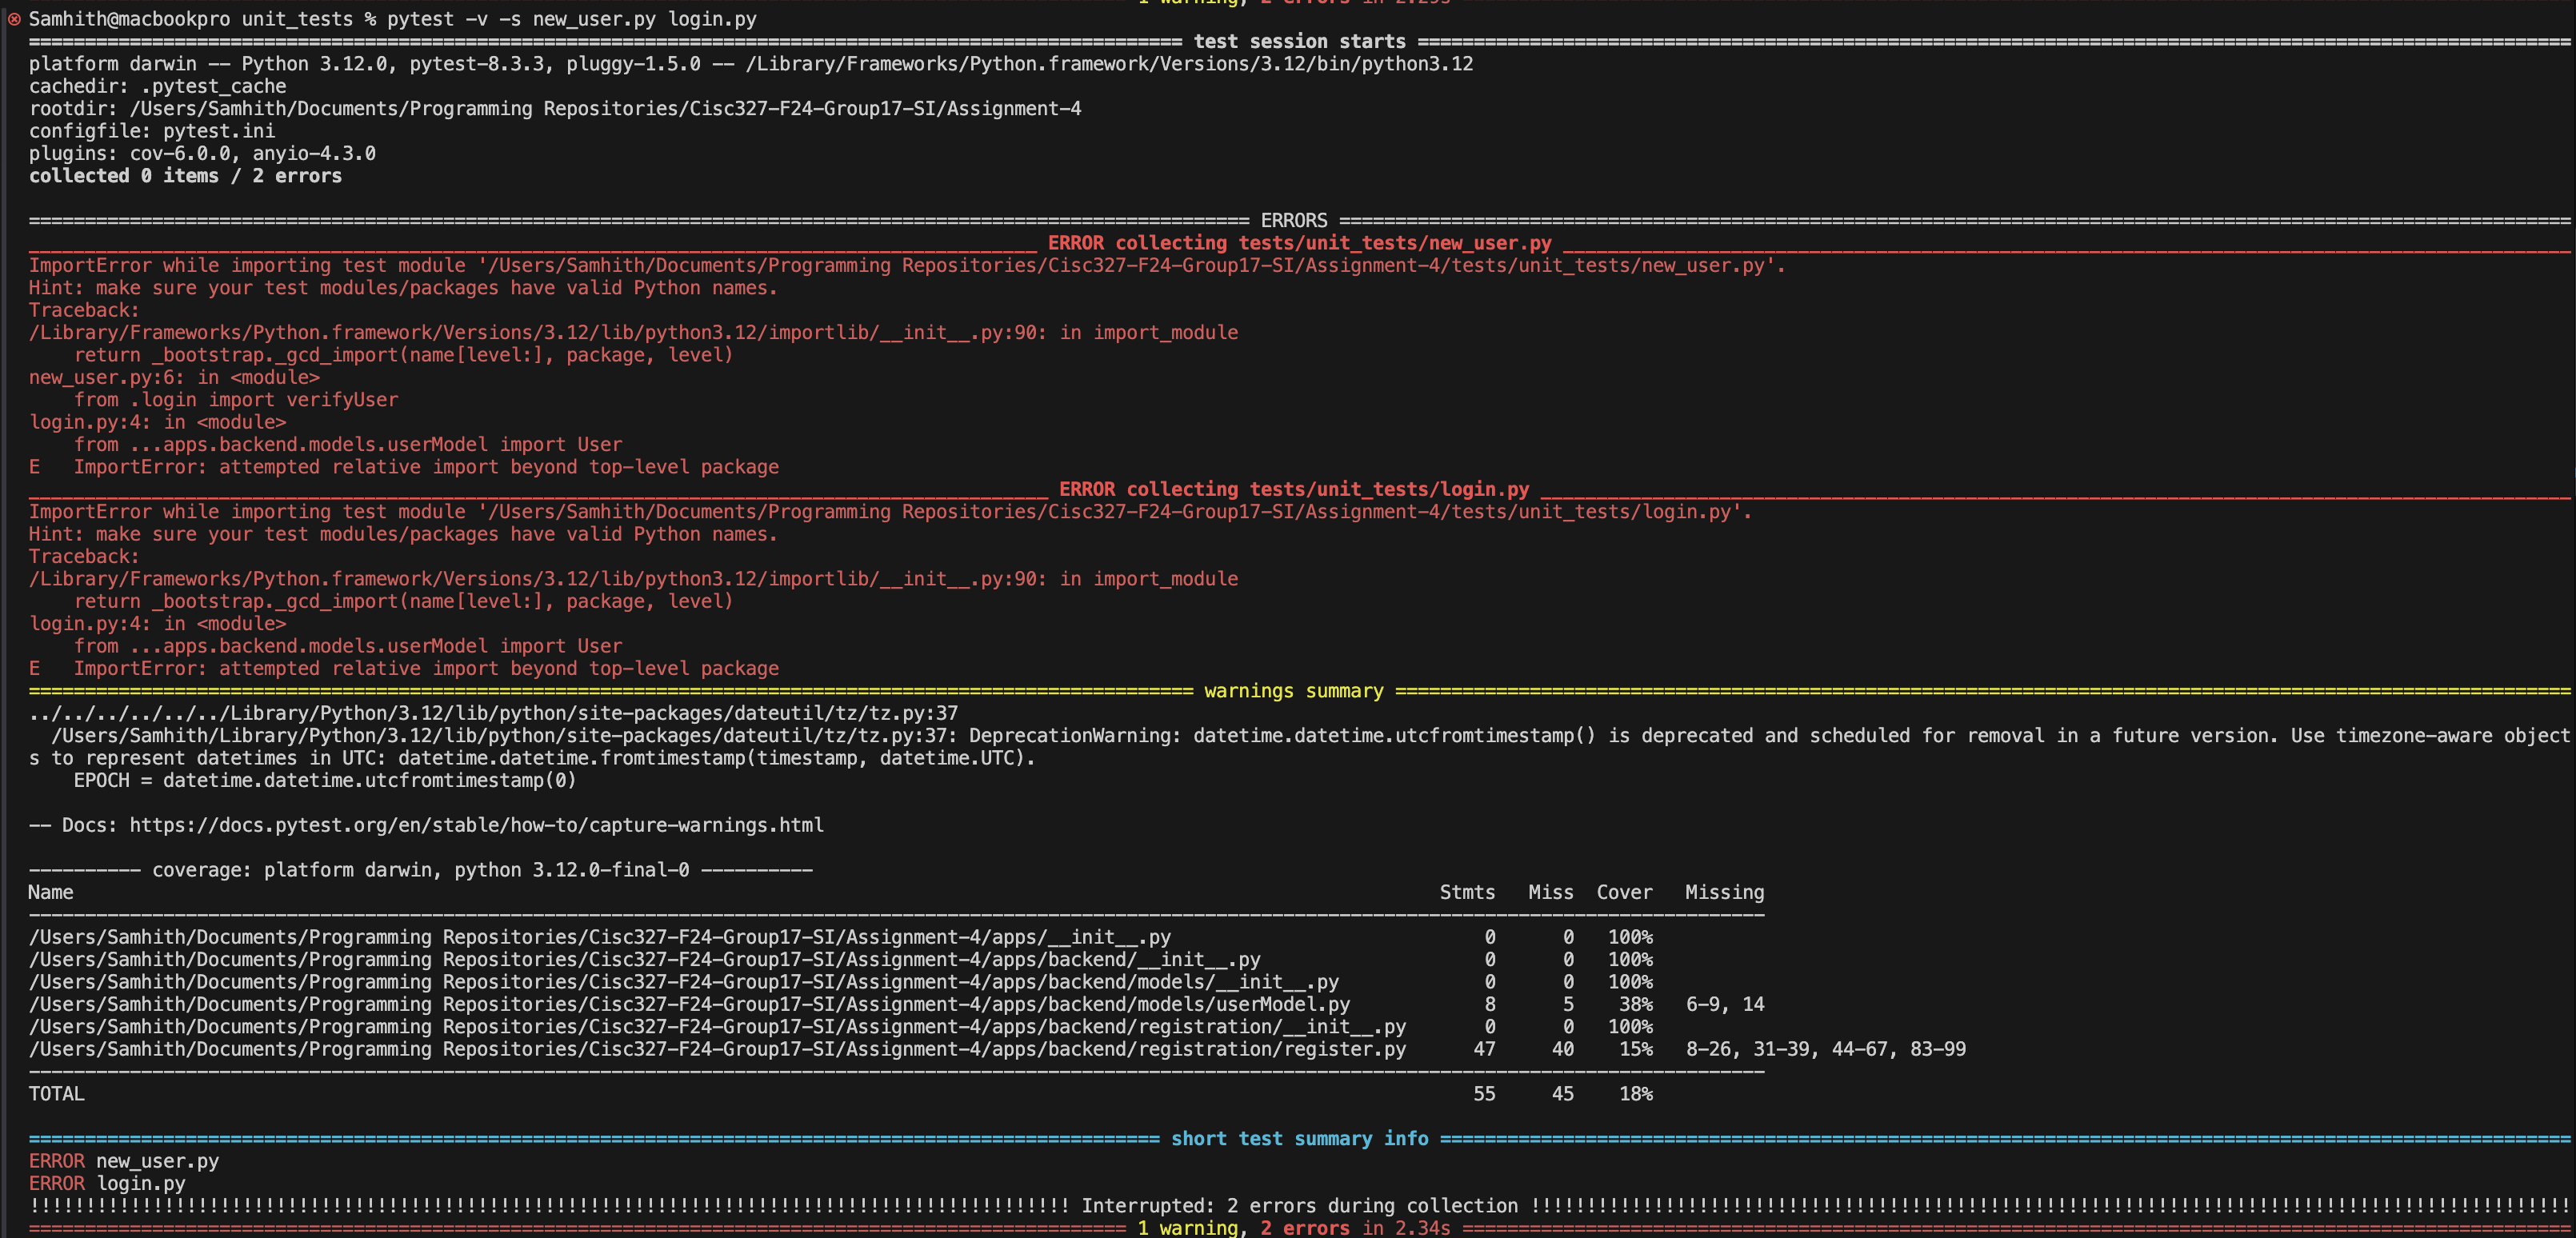 1 warning, 2 errors in 2.29s
Samhith@macbookpro unit_tests % pytest -v -s new_user.py login.py
test session starts
platform darwin -- Python 3.12.0, pytest-8.3.3, pluggy-1.5.0 -- /Library/Frameworks/Python.framework/Versions/3.12/bin/python3.12
cachedir: .pytest_cache
rootdir: /Users/Samhith/Documents/Programming Repositories/Cisc327-F24-Group17-SI/Assignment-4
configfile: pytest.ini
plugins: cov-6.0.0, anyio-4.3.0
collected 0 items / 2 errors
ERRORS
ERROR collecting tests/unit_tests/new_user.py
ImportError while importing test module '/Users/Samhith/Documents/Programming Repositories/Cisc327-F24-Group17-SI/Assignment-4/tests/unit_tests/new_user.py'.
Hint: make sure your test modules/packages have valid Python names.
Traceback:
/Library/Frameworks/Python.framework/Versions/3.12/lib/python3.12/importlib/__init__.py:90: in import_module
    return _bootstrap._gcd_import(name[level:], package, level)
new_user.py:6: in <module>
    from .login import verifyUser
login.py:4: in <module>
    from ...apps.backend.models.userModel import User
E   ImportError: attempted relative import beyond top-level package
ERROR collecting tests/unit_tests/login.py
ImportError while importing test module '/Users/Samhith/Documents/Programming Repositories/Cisc327-F24-Group17-SI/Assignment-4/tests/unit_tests/login.py'.
Hint: make sure your test modules/packages have valid Python names.
Traceback:
/Library/Frameworks/Python.framework/Versions/3.12/lib/python3.12/importlib/__init__.py:90: in import_module
    return _bootstrap._gcd_import(name[level:], package, level)
login.py:4: in <module>
    from ...apps.backend.models.userModel import User
E   ImportError: attempted relative import beyond top-level package
warnings summary
../../../../../../Library/Python/3.12/lib/python/site-packages/dateutil/tz/tz.py:37
  /Users/Samhith/Library/Python/3.12/lib/python/site-packages/dateutil/tz/tz.py:37: DeprecationWarning: datetime.datetime.utcfromtimestamp() is deprecated and scheduled for removal in a future version. Use timezone-aware object
s to represent datetimes in UTC: datetime.datetime.fromtimestamp(timestamp, datetime.UTC).
    EPOCH = datetime.datetime.utcfromtimestamp(0)
-- Docs: https://docs.pytest.org/en/stable/how-to/capture-warnings.html
---------- coverage: platform darwin, python 3.12.0-final-0 ----------
Name Stmts Miss Cover Missing
/Users/Samhith/Documents/Programming Repositories/Cisc327-F24-Group17-SI/Assignment-4/apps/__init__.py 0 0 100%
/Users/Samhith/Documents/Programming Repositories/Cisc327-F24-Group17-SI/Assignment-4/apps/backend/__init__.py 0 0 100%
/Users/Samhith/Documents/Programming Repositories/Cisc327-F24-Group17-SI/Assignment-4/apps/backend/models/__init__.py 0 0 100%
/Users/Samhith/Documents/Programming Repositories/Cisc327-F24-Group17-SI/Assignment-4/apps/backend/models/userModel.py 8 5 38% 6-9, 14
/Users/Samhith/Documents/Programming Repositories/Cisc327-F24-Group17-SI/Assignment-4/apps/backend/registration/__init__.py 0 0 100%
/Users/Samhith/Documents/Programming Repositories/Cisc327-F24-Group17-SI/Assignment-4/apps/backend/registration/register.py 47 40 15% 8-26, 31-39, 44-67, 83-99
TOTAL 55 45 18%
short test summary info
ERROR new_user.py
ERROR login.py
!!!!!!!!!! Interrupted: 2 errors during collection !!!!!!!!!!
1 warning, 2 errors in 2.34s